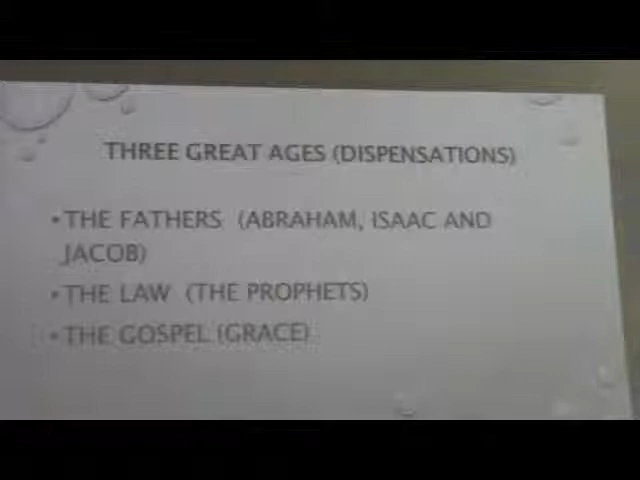 THREE GREAT AGES (DISPENSATIONS)
•THE FATHERS (ABRAHAM, ISAAC AND
JACOB)
•THE LAW (THE PROPHETS)
•THE GOSPEL (GRACE)